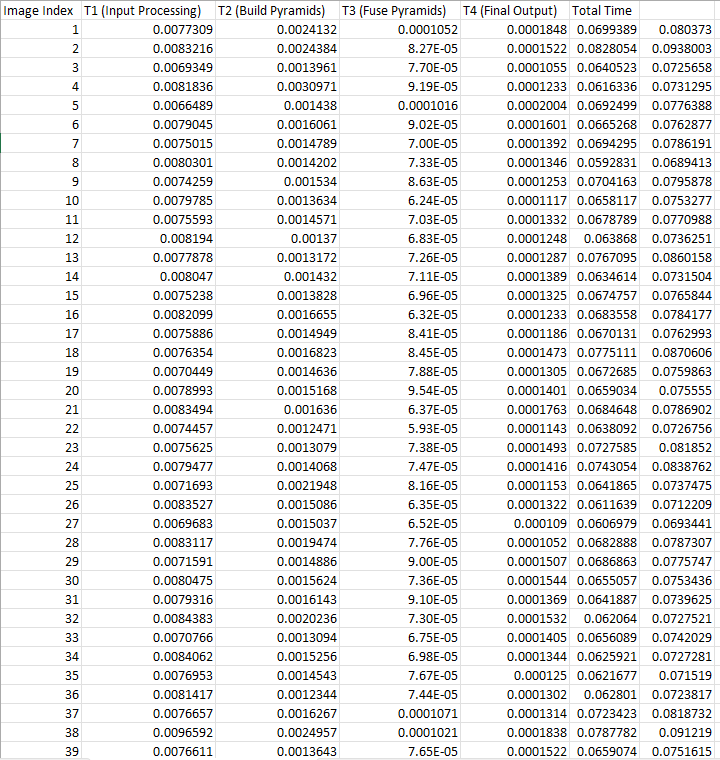 Image Index T1 (Input Processing) T2 (Build Pyramids) T3 (Fuse Pyramids) T4 (Final Output) Total Time
1 0.0077309 0.0024132 0.0001052 0.0001848 0.0699389 0.080373
2 0.0083216 0.0024384 8.27E-05 0.0001522 0.0828054 0.0938003
3 0.0069349 0.0013961 7.70E-05 0.0001055 0.0640523 0.0725658
4 0.0081836 0.0030971 9.19E-05 0.0001233 0.0616336 0.0731295
5 0.0066489 0.001438 0.0001016 0.0002004 0.0692499 0.0776388
6 0.0079045 0.0016061 9.02E-05 0.0001601 0.0665268 0.0762877
7 0.0075015 0.0014789 7.00E-05 0.0001392 0.0694295 0.0786191
8 0.0080301 0.0014202 7.33E-05 0.0001346 0.0592831 0.0689413
9 0.0074259 0.001534 8.63E-05 0.0001253 0.0704163 0.0795878
10 0.0079785 0.0013634 6.24E-05 0.0001117 0.0658117 0.0753277
11 0.0075593 0.0014571 7.03E-05 0.0001332 0.0678789 0.0770988
12 0.008194 0.00137 6.83E-05 0.0001248 0.063868 0.0736251
13 0.0077878 0.0013172 7.26E-05 0.0001287 0.0767095 0.0860158
14 0.008047 0.001432 7.11E-05 0.0001389 0.0634614 0.0731504
15 0.0075238 0.0013828 6.96E-05 0.0001325 0.0674757 0.0765844
16 0.0082099 0.0016655 6.32E-05 0.0001233 0.0683558 0.0784177
17 0.0075886 0.0014949 8.41E-05 0.0001186 0.0670131 0.0762993
18 0.0076354 0.0016823 8.45E-05 0.0001473 0.0775111 0.0870606
19 0.0070449 0.0014636 7.88E-05 0.0001305 0.0672685 0.0759863
20 0.0078993 0.0015168 9.54E-05 0.0001401 0.0659034 0.075555
21 0.0083494 0.001636 6.37E-05 0.0001763 0.0684648 0.0786902
22 0.0074457 0.0012471 5.93E-05 0.0001143 0.0638092 0.0726756
23 0.0075625 0.0013079 7.38E-05 0.0001493 0.0727585 0.081852
24 0.0079477 0.0014068 7.47E-05 0.0001416 0.0743054 0.0838762
25 0.0071693 0.0021948 8.16E-05 0.0001153 0.0641865 0.0737475
26 0.0083527 0.0015086 6.35E-05 0.0001322 0.0611639 0.0712209
27 0.0069683 0.0015037 6.52E-05 0.000109 0.0606979 0.0693441
28 0.0083117 0.0019474 7.76E-05 0.0001052 0.0682888 0.0787307
29 0.0071591 0.0014886 9.00E-05 0.0001507 0.0686863 0.0775747
30 0.0080475 0.0015624 7.36E-05 0.0001544 0.0655057 0.0753436
31 0.0079316 0.0016143 9.10E-05 0.0001369 0.0641887 0.0739625
32 0.0084383 0.0020236 7.30E-05 0.0001532 0.062064 0.0727521
33 0.0070766 0.0013094 6.75E-05 0.0001405 0.0656089 0.0742029
34 0.0084062 0.0015256 6.98E-05 0.0001344 0.0625921 0.0727281
35 0.0076953 0.0014543 7.67E-05 0.000125 0.0621677 0.071519
36 0.0081417 0.0012344 7.44E-05 0.0001302 0.062801 0.0723817
37 0.0076657 0.0016267 0.0001071 0.0001314 0.0723423 0.0818732
38 0.0096592 0.0024957 0.0001021 0.0001838 0.0787782 0.091219
39 0.0076611 0.0013643 7.65E-05 0.0001522 0.0659074 0.0751615